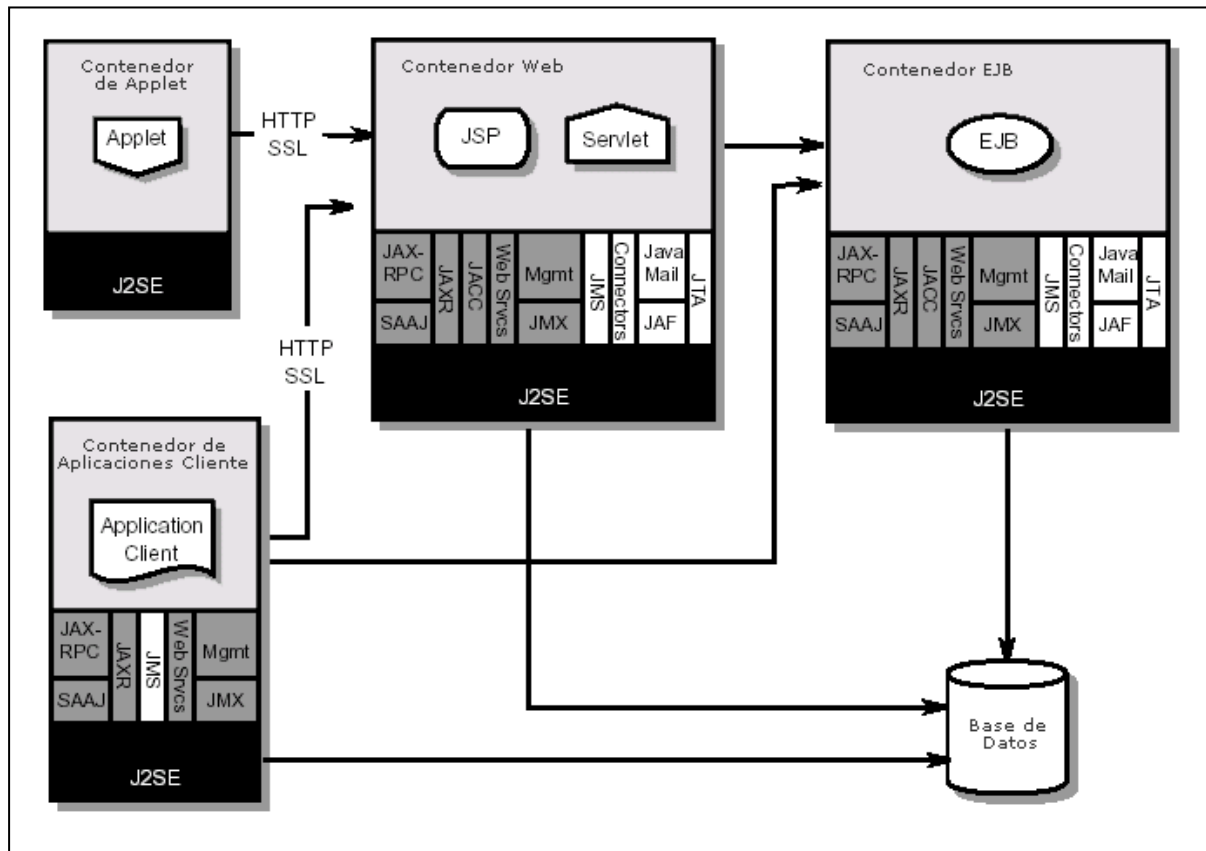 Contenedor
de Applet
Applet
J2SE
HTTP
SSL
Contenedor Web
JSP
Servlet
JAX-
RPC
SAAJ
JAXR
JACC
Web Srvcs
Mgmt
JMX
JMS
Connectors
Java
Mail
JAF
JTA
J2SE
Contenedor EJB
EJB
JAX-
RPC
SAAJ
JAXR
JACC
Web Srvcs
Mgmt
JMX
JMS
Connectors
Java
Mail
JAF
JTA
J2SE
HTTP
SSL
Contenedor de
Aplicaciones Cliente
Application
Client
JAX-
RPC
SAAJ
JAXR
JMS
Web Srvcs
Mgmt
JMX
J2SE
Base de
Datos